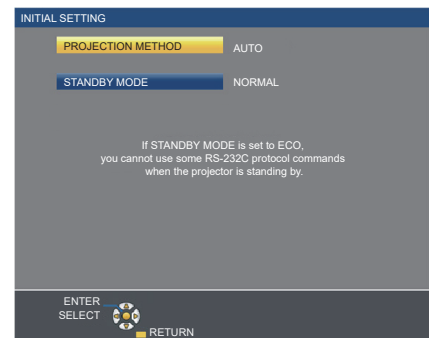 INITIAL SETTING
PROJECTION METHOD AUTO
STANDBY MODE NORMAL
If STANDBY MODE is set to ECO,
you cannot use some RS-232C protocol commands
when the projector is standing by.
ENTER
SELECT
RETURN